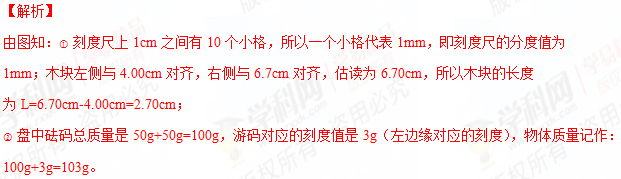 【解析】
由图知：① 刻度尺上 1cm 之间有 10 个小格，所以一个小格代表 1mm，即刻度尺的分度值为
1mm；木块左侧与 4.00cm 对齐，右侧与 6.7cm 对齐，估读为 6.70cm，所以木块的长度
为 L=6.70cm-4.00cm=2.70cm；
② 盘中砝码总质量是 50g+50g=100g，游码对应的刻度值是 3g（左边缘对应的刻度），物体质量记作：
100g+3g=103g。